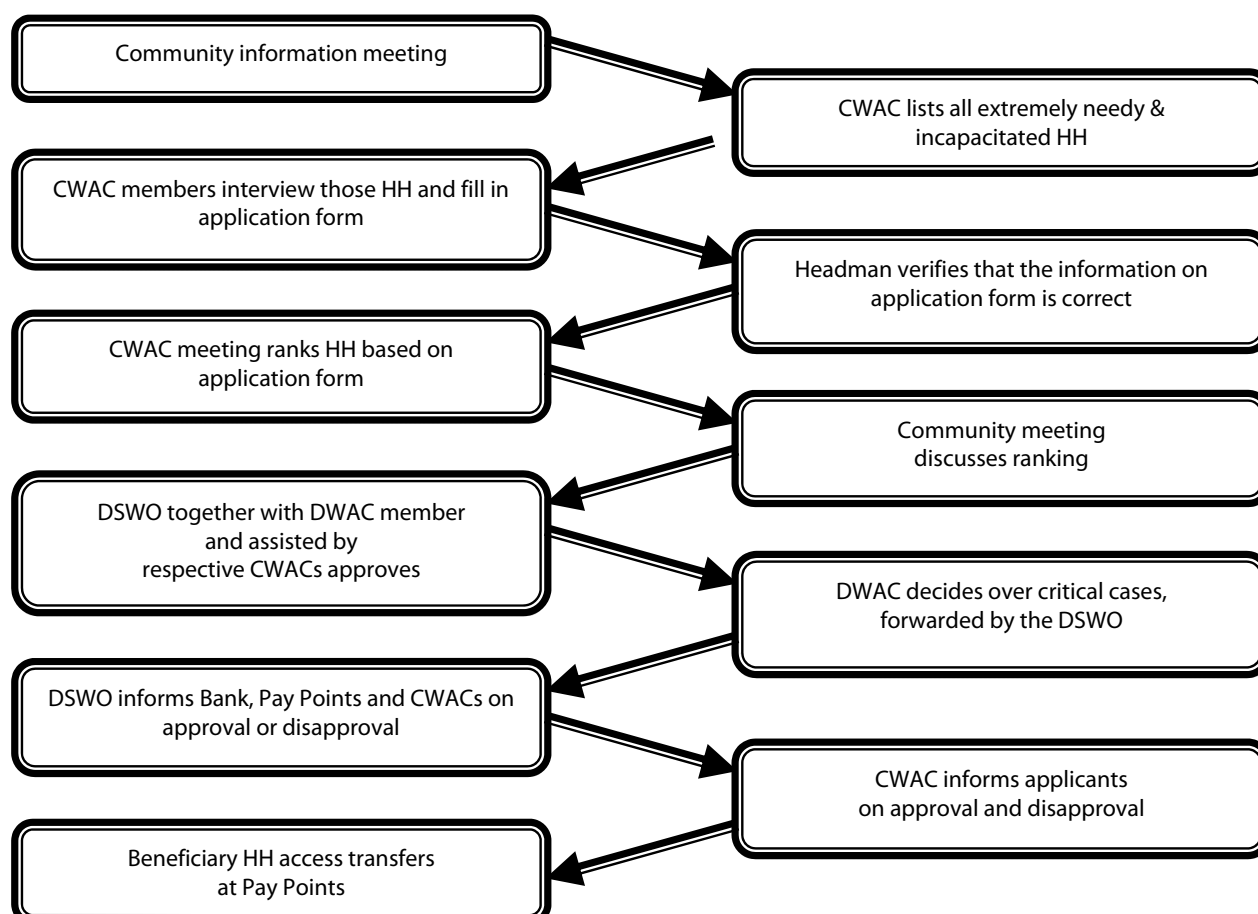 Community information meeting
CWAC lists all extremely needy &
incapacitated HH
CWAC members interview those HH and fill in
application form
Headman verifies that the information on
application form is correct
CWAC meeting ranks HH based on
application form
Community meeting
discusses ranking
DSWO together with DWAC member
and assisted by
respective CWACs approves
DWAC decides over critical cases,
forwarded by the DSWO
DSWO informs Bank, Pay Points and CWACs on
approval or disapproval
CWAC informs applicants
on approval and disapproval
Beneficiary HH access transfers
at Pay Points